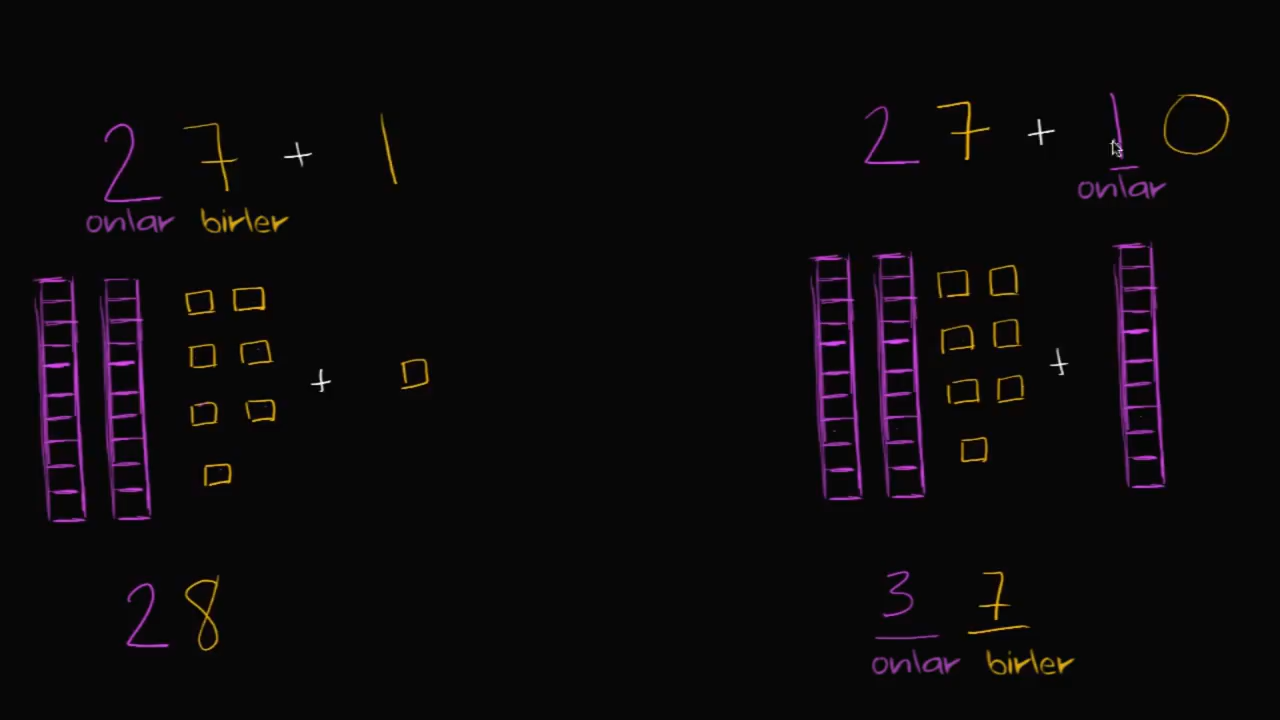 27 + 1
onlar birler
+
28
27 + 10
onlar
+
37
onlar birler